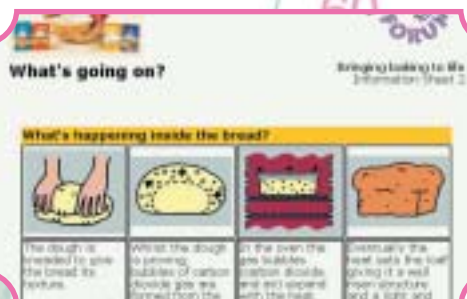 FORUM
What's going on?
Bringing baking to life
Information Sheet 2
What's happening inside the bread?
The dough is
kneaded to give
the bread its
texture.
Whilst the dough
is proving,
bubbles of carbon
dioxide gas are
formed from the
In the oven the
gas bubbles
carbon dioxide
and expand
with the heat
Eventually the
heat sets the loaf
giving it a well
risen structure
and a light and